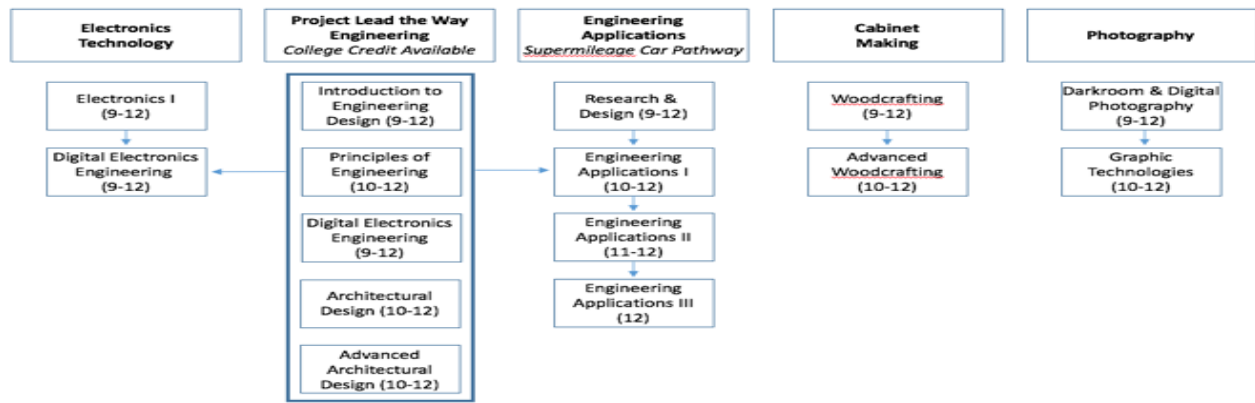 Electronics
Technology
Project Lead the Way
Engineering
College Credit Available
Engineering
Applications
Supermileage Car Pathway
Cabinet
Making
Photography
Electronics I
(9-12)
Digital Electronics
Engineering
(9-12)
Introduction to
Engineering
Design (9-12)
Principles of
Engineering
(10-12)
Digital Electronics
Engineering
(9-12)
Architectural
Design (10-12)
Advanced
Architectural
Design (10-12)
Research &
Design (9-12)
Engineering
Applications I
(10-12)
Engineering
Applications II
(11-12)
Engineering
Applications III
(12)
Woodcrafting
(9-12)
Advanced
Woodcrafting
(10-12)
Darkroom & Digital
Photography
(9-12)
Graphic
Technologies
(10-12)